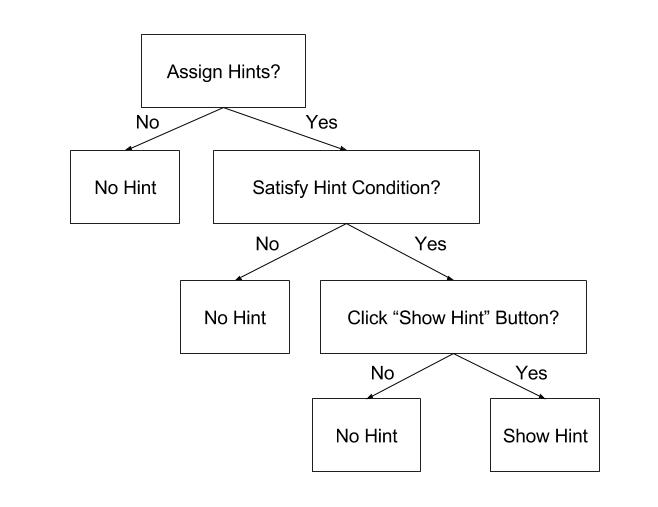 Assign Hints?
No
Yes
No Hint
Satisfy Hint Condition?
No
Yes
No Hint
Click “Show Hint” Button?
No
Yes
No Hint
Show Hint